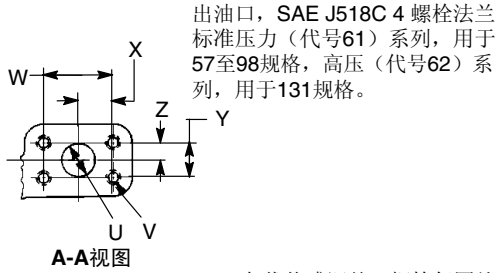 出油口，SAE J518C 4 螺栓法兰
标准压力（代号61）系列，用于
57至98规格，高压（代号62）系
列，用于131规格。
X
W
Z
Y
U
V
A-A视图